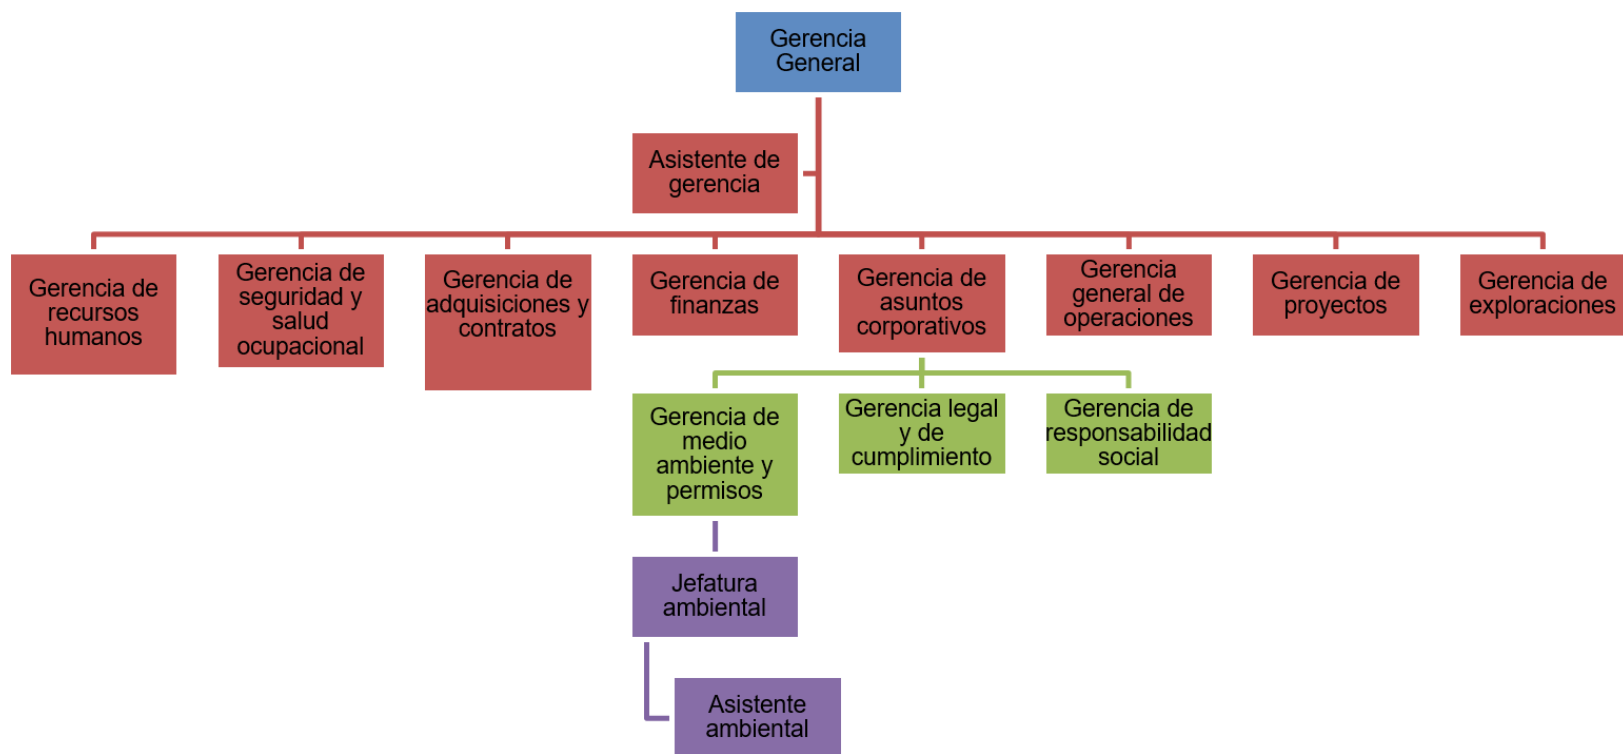 Gerencia
General
Asistente de
gerencia
Gerencia de
recursos
humanos
Gerencia de
seguridad y
salud
ocupacional
Gerencia de
adquisiciones y
contratos
Gerencia de
finanzas
Gerencia de
asuntos
corporativos
Gerencia
general de
operaciones
Gerencia de
proyectos
Gerencia de
exploraciones
Gerencia de
medio
ambiente y
permisos
Gerencia legal
y de
cumplimiento
Gerencia de
responsabilidad
social
Jefatura
ambiental
Asistente
ambiental